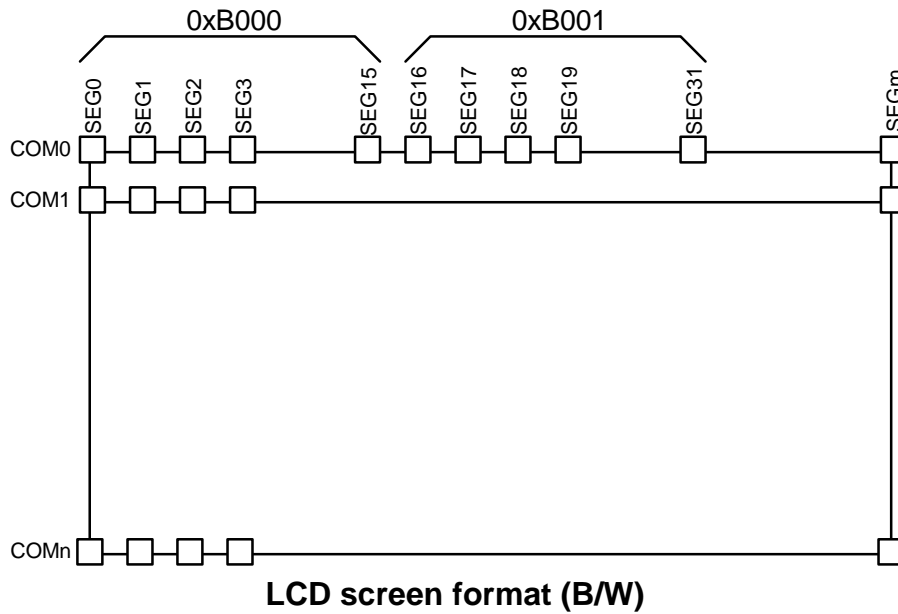 0xB000 0xB001
SEG0 SEG1 SEG2 SEG3 SEG15 SEG16 SEG17 SEG18 SEG19 SEG31 SEGm
COM0
COM1
COMn
LCD screen format (B/W)